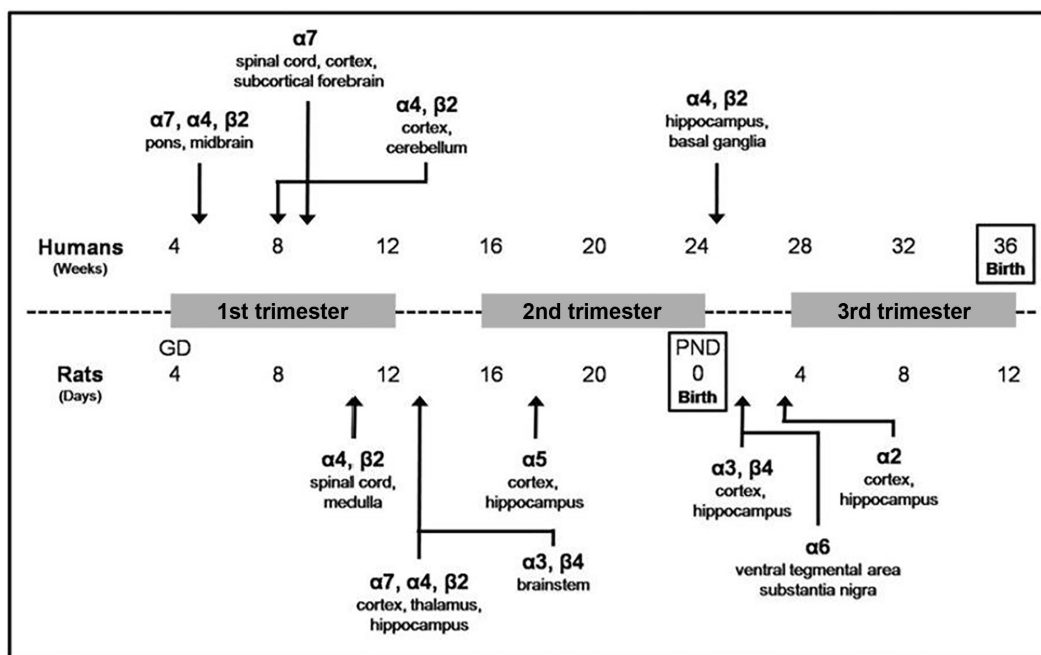 α7
spinal cord, cortex,
subcortical forebrain
α7, α4, β2
pons, midbrain
α4, β2
cortex,
cerebellum
α4, β2
hippocampus,
basal ganglia
Humans 4 8 12 16 20 24 28 32 36
(Weeks) Birth
1st trimester 2nd trimester 3rd trimester
GD PND
Rats 4 8 12 16 20 0 4 8 12
(Days) Birth
α4, β2
spinal cord,
medulla
α5
cortex,
hippocampus
α3, β4
cortex,
hippocampus
α2
cortex,
hippocampus
α7, α4, β2
cortex, thalamus,
hippocampus
α3, β4
brainstem
α6
ventral tegmental area
substantia nigra